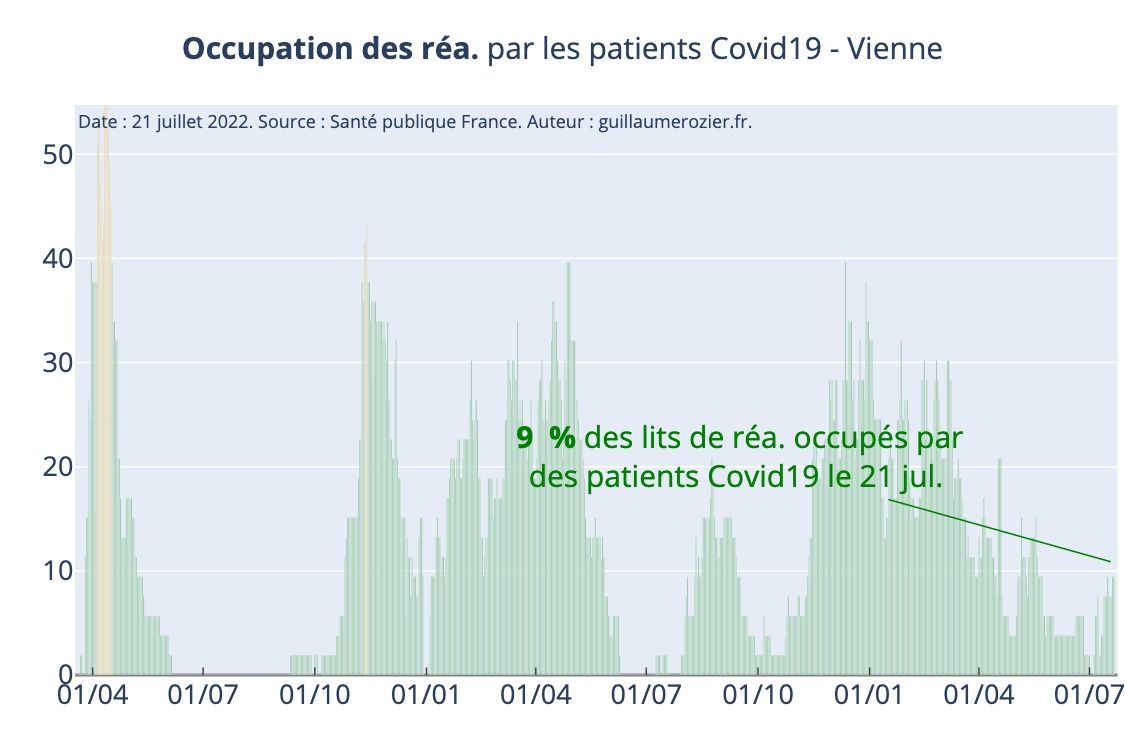 Occupation des réa. par les patients Covid19 - Vienne
Date : 21 juillet 2022. Source : Santé publique France. Auteur : guillaumerozier.fr.
50
40
30
20
10
0
9 % des lits de réa. occupés par
des patients Covid19 le 21 jul.
01/04 01/07 01/10 01/01 01/04 01/07 01/10 01/01 01/04 01/07